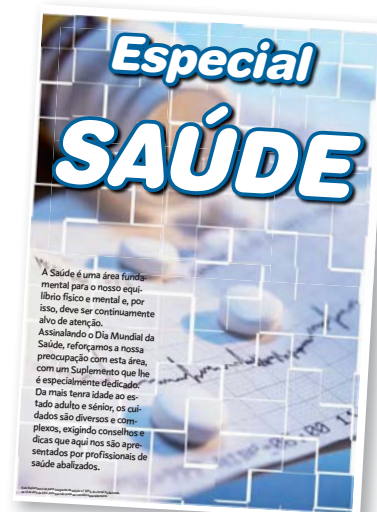 Especial
SAÚDE
A Saúde é uma área funda-
mental para o nosso equi-
líbrio físico e mental e, por
isso, deve ser continuamente
alvo de atenção.
Assinalando o Dia Mundial da
Saúde, reforçamos a nossa
preocupação com esta área,
com um Suplemento que lhe
é especialmente dedicado.
Da mais tenra idade ao es-
tado adulto e sénior, os cui-
dados são diversos e com-
plexos, exigindo conselhos e
dicas que aqui nos são apre-
sentados por profissionais de
saúde abalizados.